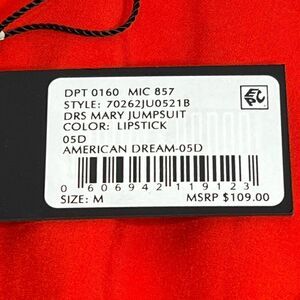 DPT 0160 MIC 857
STYLE: 70262JU0521B
DRS MARY JUMPSUIT
COLOR: LIPSTICK
05D
AMERICAN DREAM-05D
0 606942 119123
SIZE: M MSRP $109.00